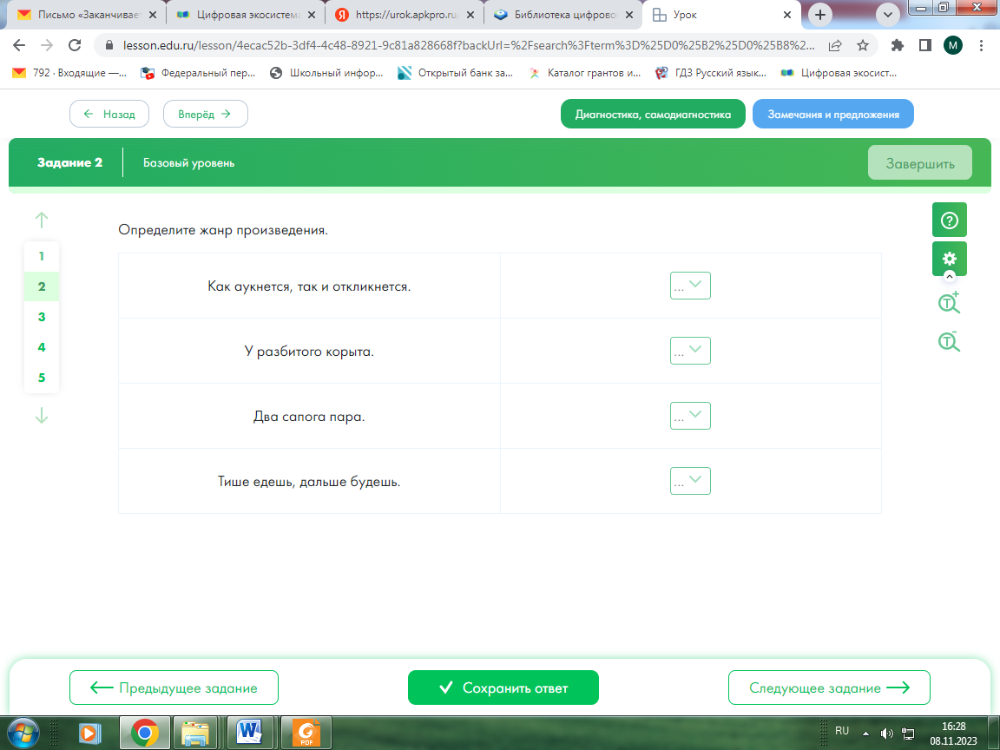 Письмо «Заканчивает
Цифровая экосистема
https://urok.apkpro.ru
Библиотека цифрово
Урок
lesson.edu.ru/lesson/4ecac52b-3df4-4c48-8921-9c81a828668f?backUrl=%2Fsearch%3Fterm%3D%25D0%25B2%25D0%25B8%2...
M
792 · Входящие —...
Федеральный пер...
Школьный инфор...
Открытый банк за...
Каталог грантов и...
ГДЗ Русский язык...
Цифровая экосист...
← Назад
Вперёд →
Диагностика, самодиагностика
Замечания и предложения
Задание 2
Базовый уровень
Завершить
Определите жанр произведения.
1
2
3
4
5
Как аукнется, так и откликнется.
...
У разбитого корыта.
...
Два сапога пара.
...
Тише едешь, дальше будешь.
...
Предыдущее задание
Сохранить ответ
Следующее задание
RU
16:28
08.11.2023